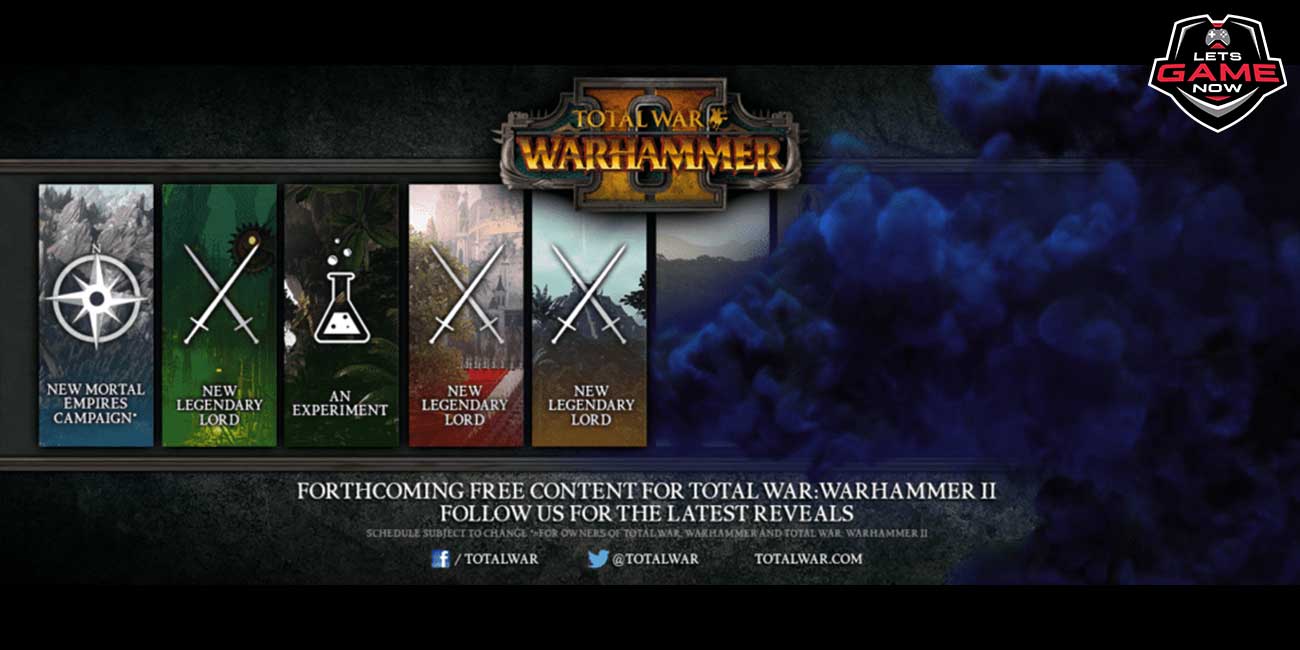 LETS
GAME
NOW
TOTAL WAR
WARHAMMER
II
N
NEW MORTAL
EMPIRES
CAMPAIGN*
NEW
LEGENDARY
LORD
AN
EXPERIMENT
NEW
LEGENDARY
LORD
NEW
LEGENDARY
LORD
FORTHCOMING FREE CONTENT FOR TOTAL WAR:WARHAMMER II
FOLLOW US FOR THE LATEST REVEALS
SCHEDULE SUBJECT TO CHANGE *=FOR OWNERS OF TOTAL WAR: WARHAMMER AND TOTAL WAR: WARHAMMER II
f / TOTALWAR
@TOTALWAR
TOTALWAR.COM